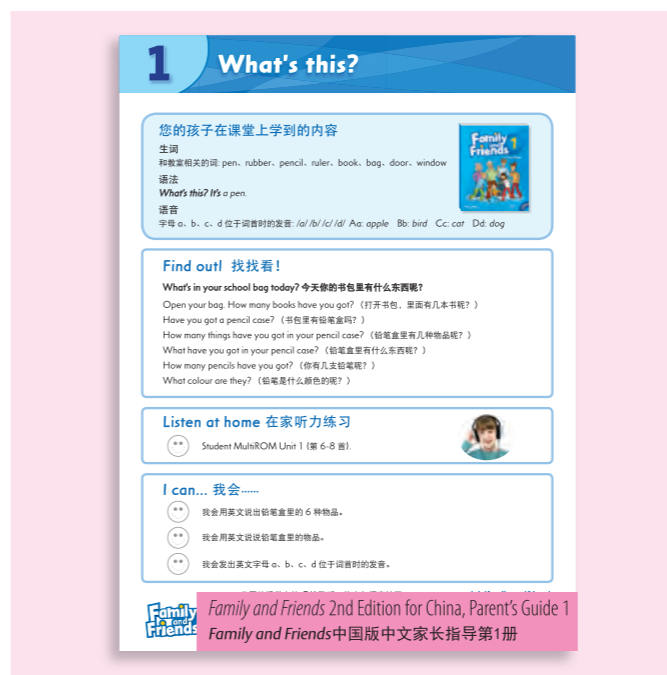 1 What's this?
您的孩子在课堂上学到的内容
生词
和教室相关的词: pen、rubber、pencil、ruler、book、bag、door、window
语法
What's this? It's a pen.
语音
字母 a、b、c、d 位于词首时的发音: /a/ /b/ /c/ /d/ Aa: apple Bb: bird Cc: cat Dd: dog
Family and Friends 1
Find out! 找找看!
What's in your school bag today? 今天你的书包里有什么东西呢?
Open your bag. How many books have you got? (打开书包, 里面有几本书呢? )
Have you got a pencil case? (书包里有铅笔盒吗? )
How many things have you got in your pencil case? (铅笔盒里有几种物品呢? )
What have you got in your pencil case? (铅笔盒里有什么东西呢? )
How many pencils have you got? (你有几支铅笔呢? )
What colour are they? (铅笔是什么颜色的呢? )
Listen at home 在家听力练习
Student MultiROM Unit 1 (第 6-8 首).
I can... 我会......
我会用英文说出铅笔盒里的 6 种物品。
我会用英文说说铅笔盒里的物品。
我会发出英文字母 a、b、c、d 位于词首时的发音。
Family and Friends
Family and Friends 2nd Edition for China, Parent's Guide 1
Family and Friends中国版中文家长指导第1册